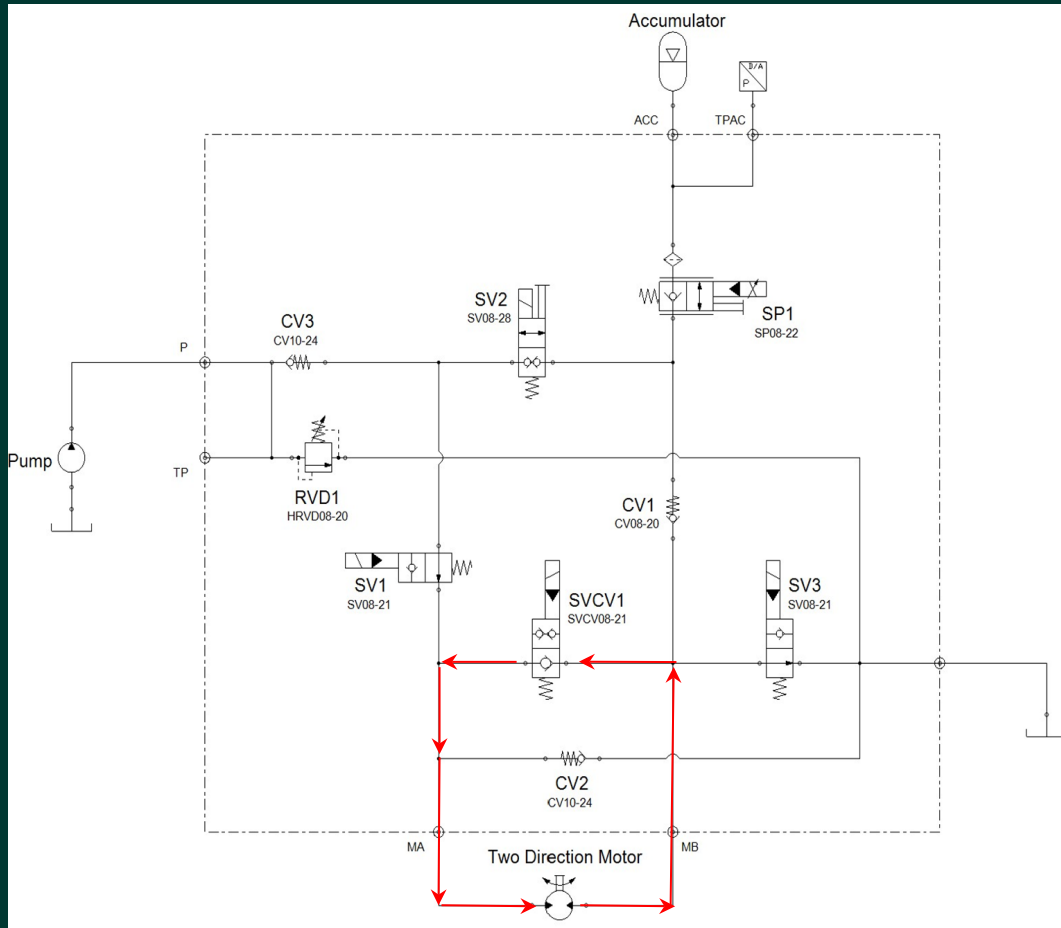 Accumulator
D/A
P
ACC
TPAC
SV2
SV08-28
SP1
SP08-22
CV3
CV10-24
P
Pump
TP
RVD1
HRVD08-20
CV1
CV08-20
SV1
SV08-21
SVCV1
SVCV08-21
SV3
SV08-21
CV2
CV10-24
MA
MB
Two Direction Motor